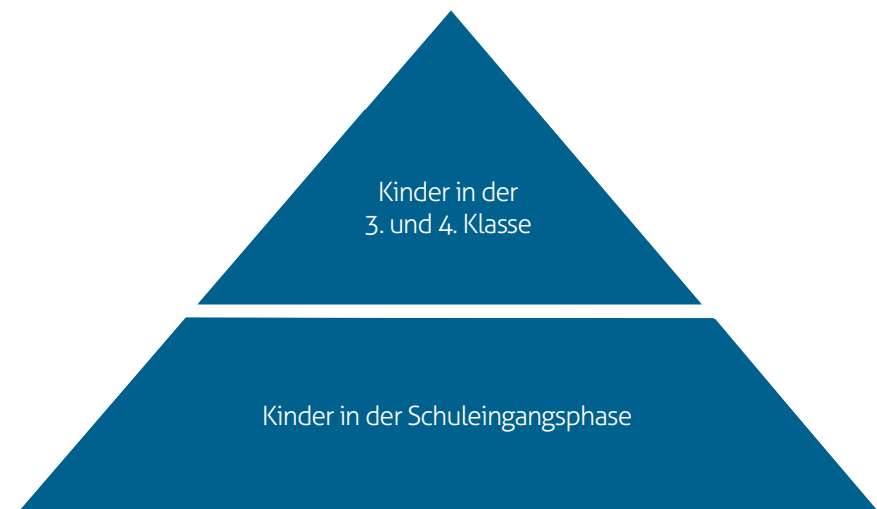 Kinder in der
3. und 4. Klasse
Kinder in der Schuleingangsphase